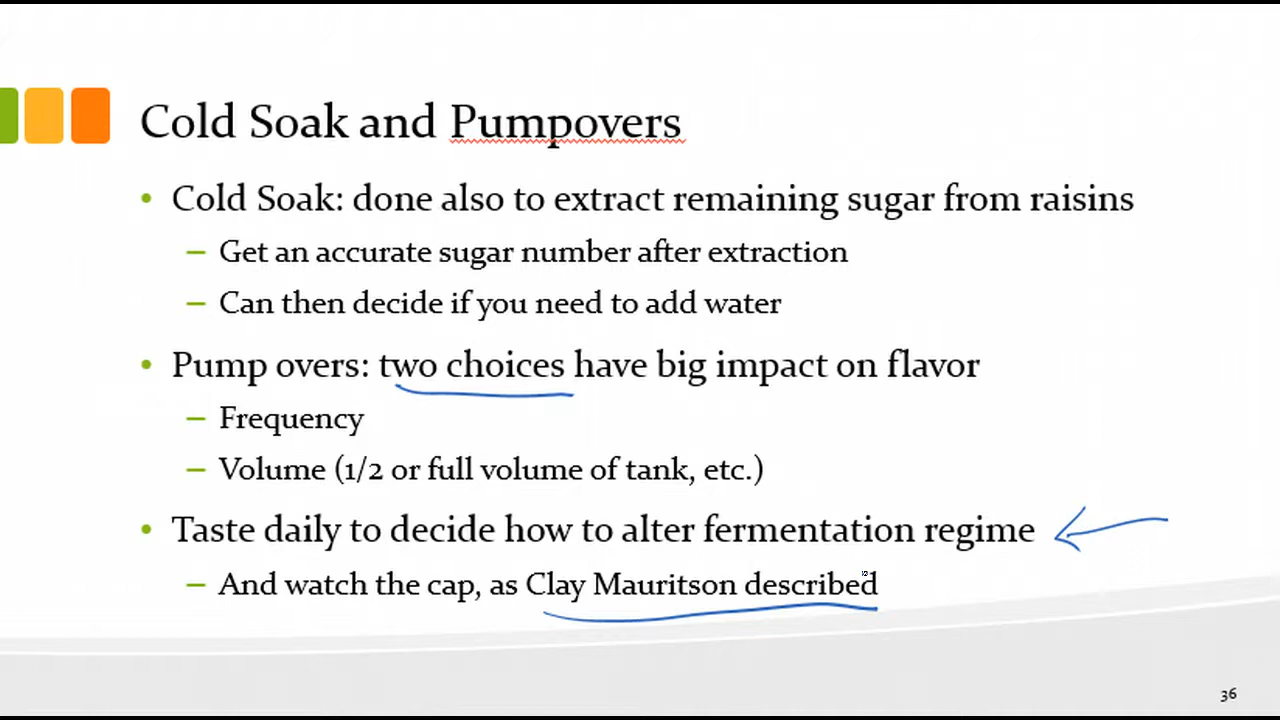 Cold Soak and Pumpovers
• Cold Soak: done also to extract remaining sugar from raisins
– Get an accurate sugar number after extraction
– Can then decide if you need to add water
• Pump overs: two choices have big impact on flavor
– Frequency
– Volume (1/2 or full volume of tank, etc.)
• Taste daily to decide how to alter fermentation regime
– And watch the cap, as Clay Mauritson described
36